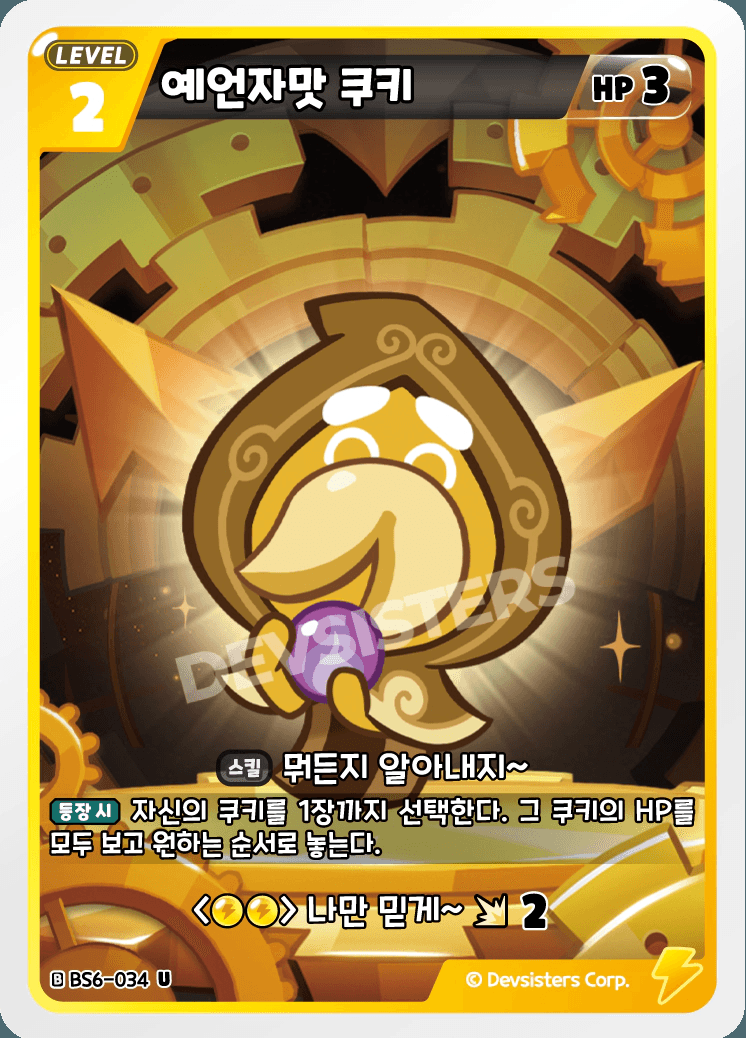 LEVEL
2
예언자맛 쿠키
HP 3
DEVSISTERS
스킬 뭐든지 알아내지~
등장 시 자신의 쿠키를 1장까지 선택한다. 그 쿠키의 HP를
모두 보고 원하는 순서로 놓는다.
< > 나만 믿게~ 2
B BS6-034 U
© Devsisters Corp.